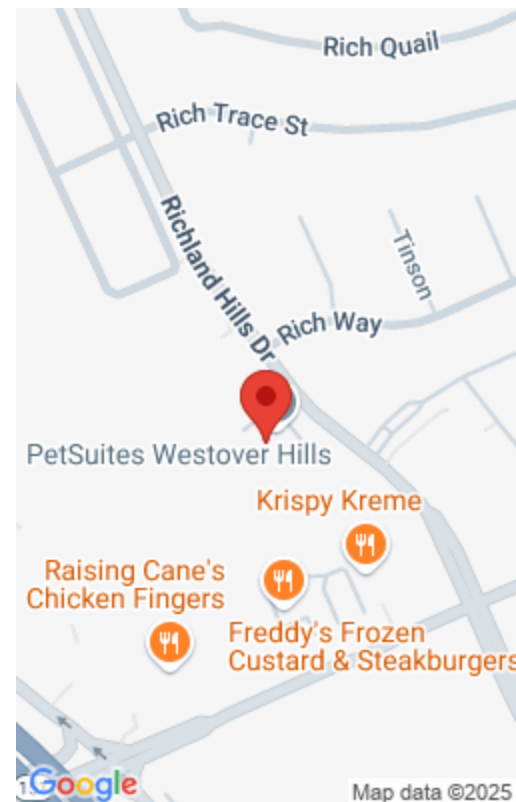 Rich Quail
Rich Trace St
Richland Hills Dr
Tinson
Rich Way
PetSuites Westover Hills
Krispy Kreme
Raising Cane's
Chicken Fingers
Freddy's Frozen
Custard & Steakburgers
Google
Map data ©2025